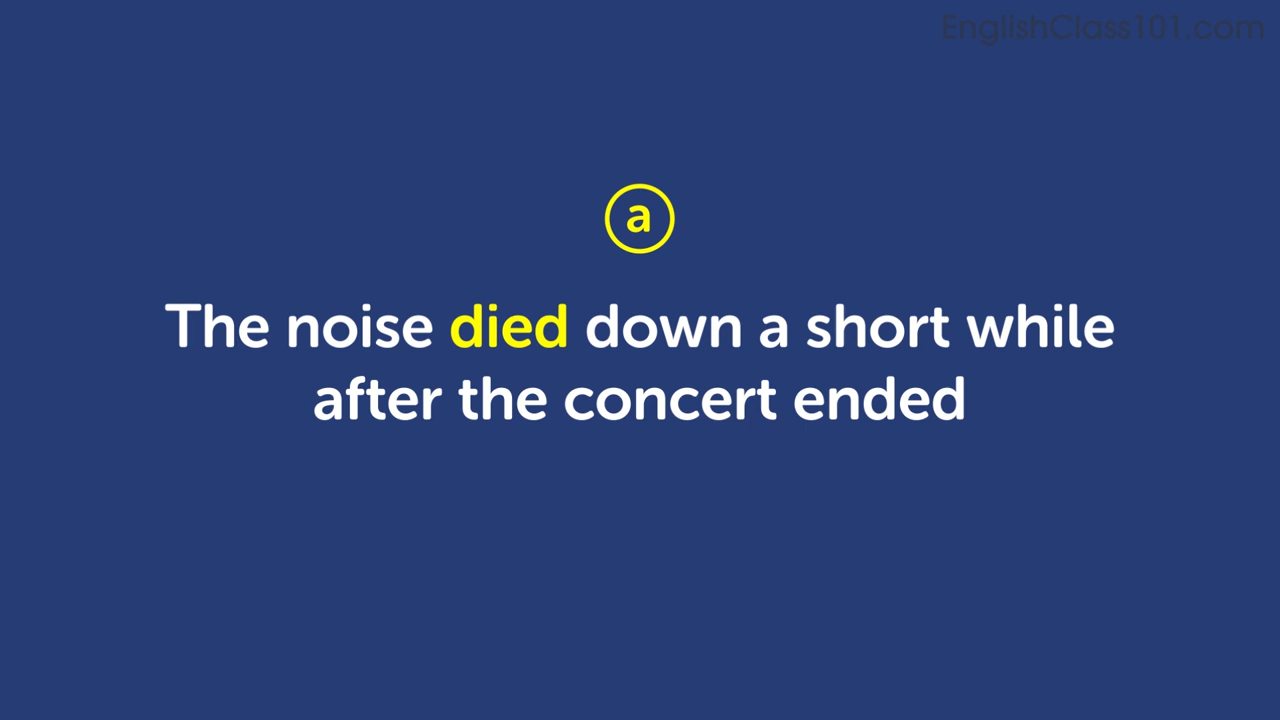 EnglishClass101.com
a
The noise died down a short while
after the concert ended